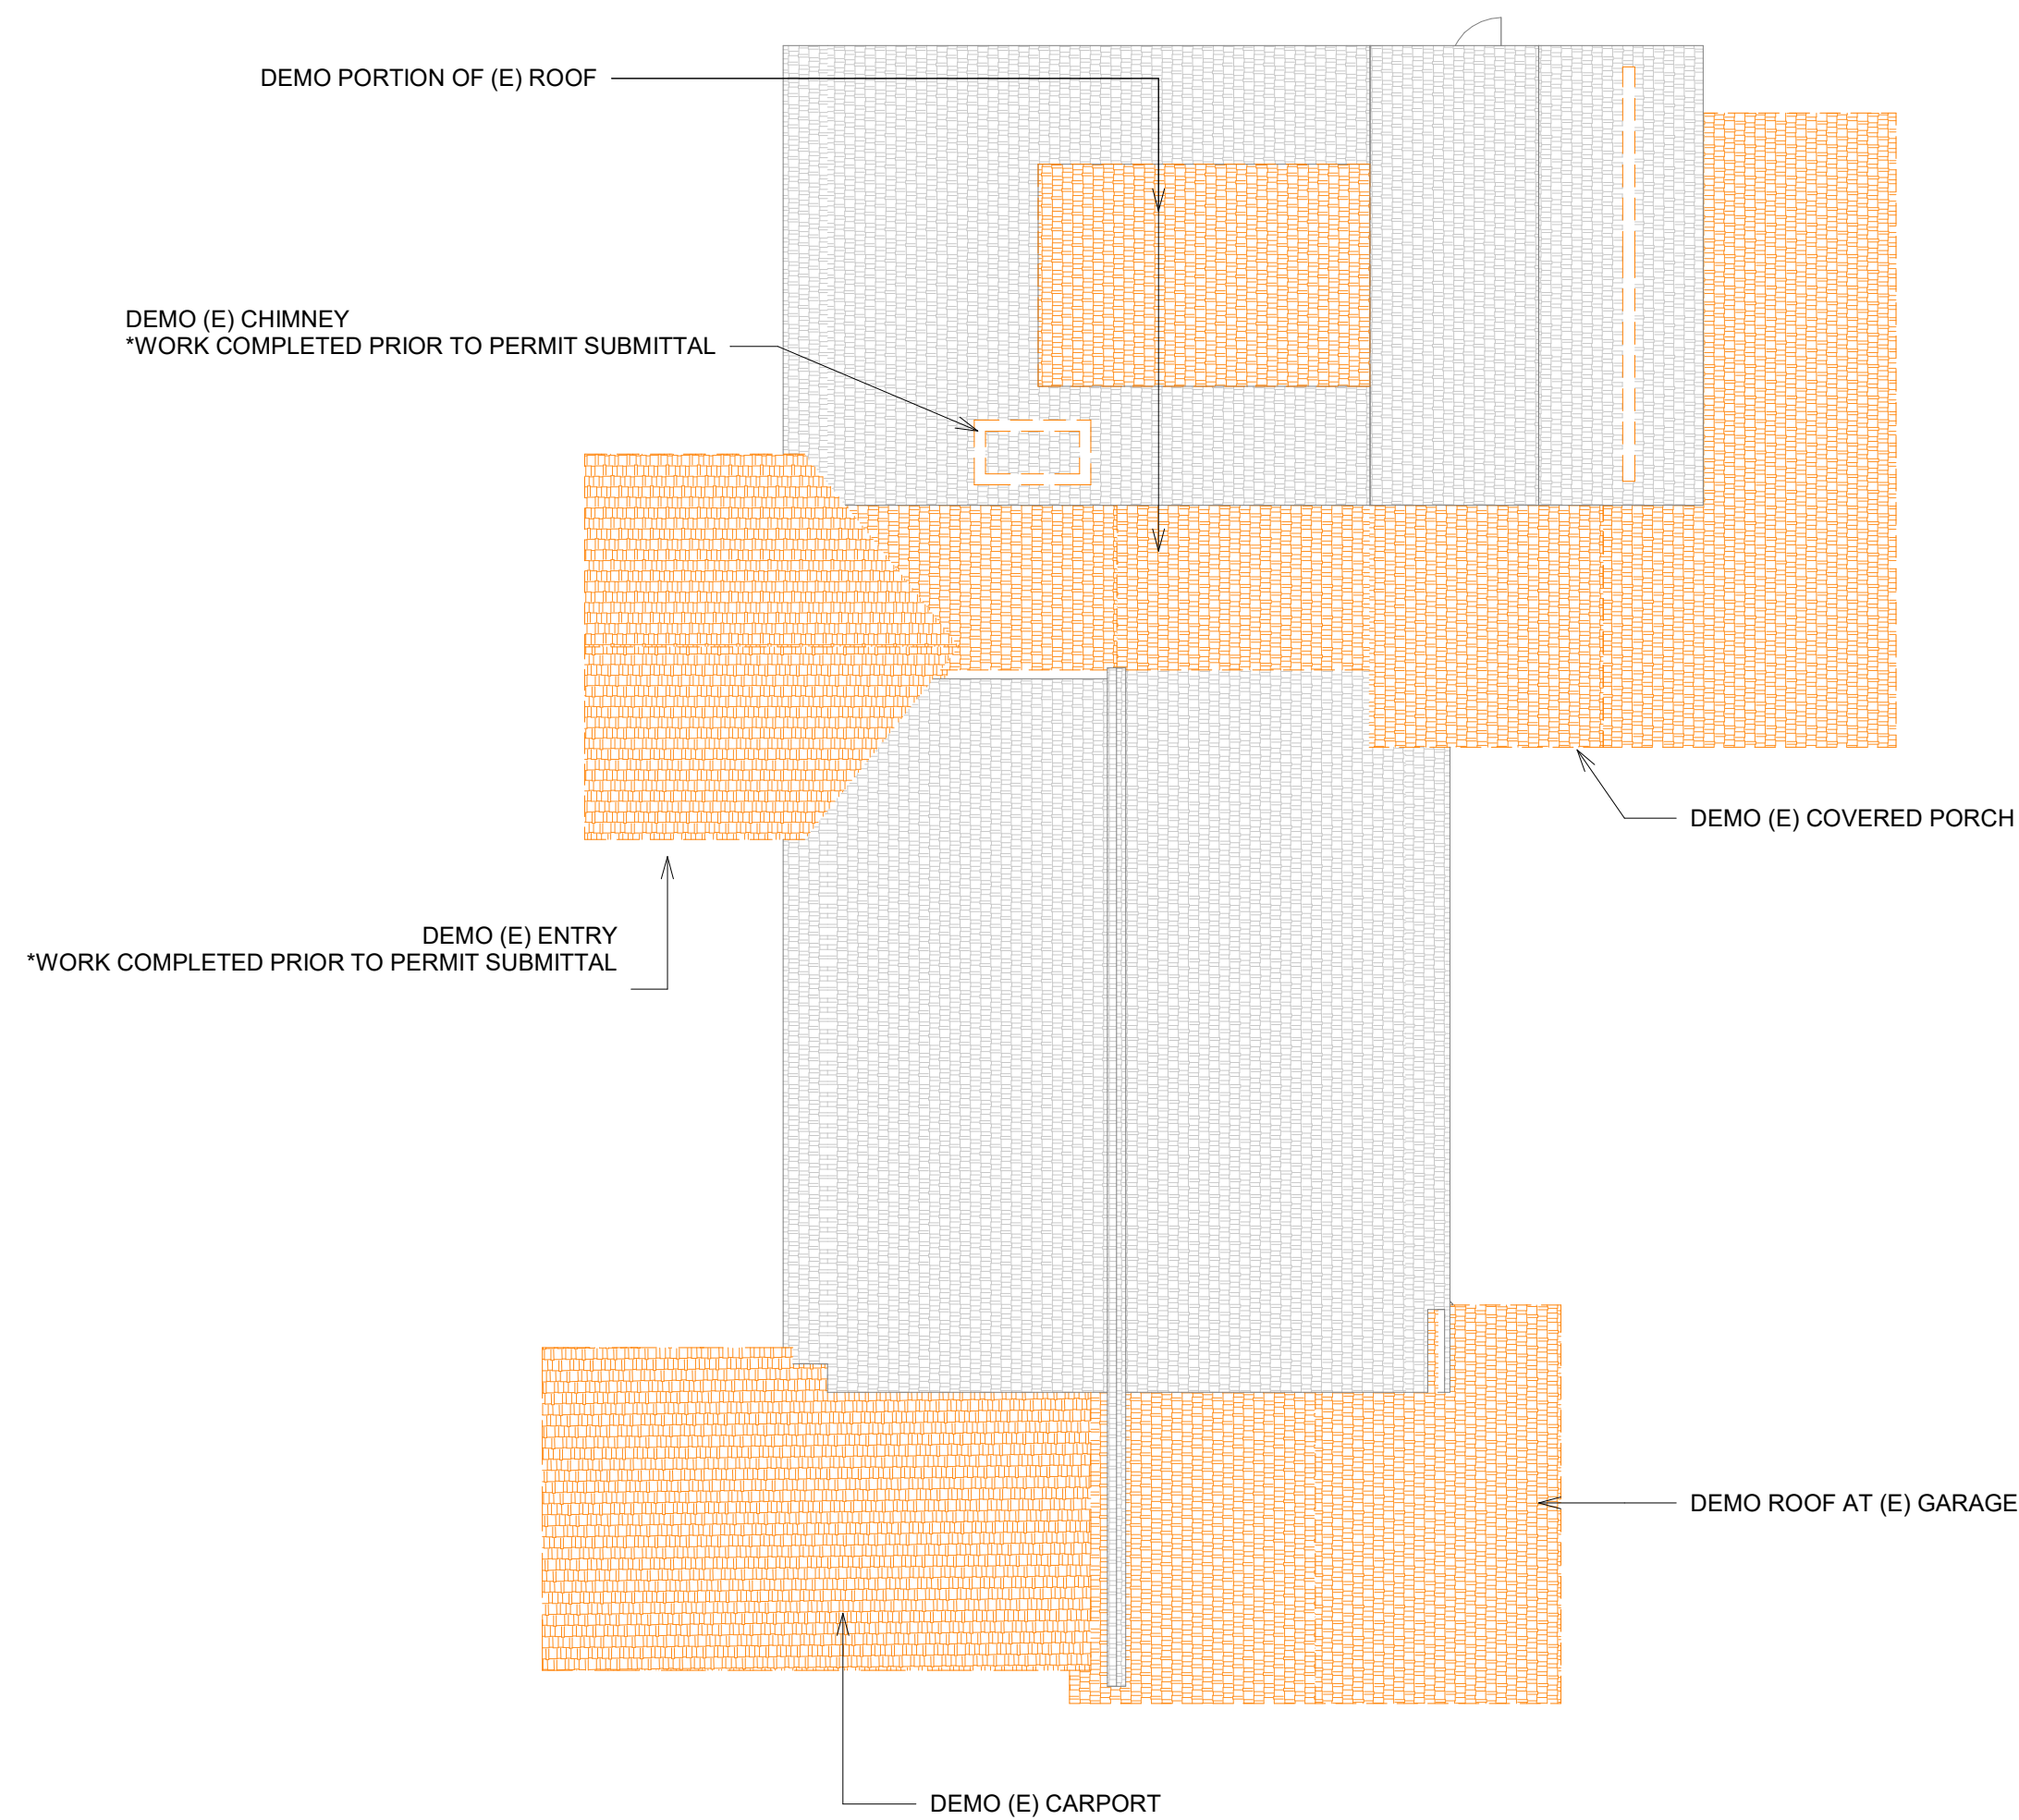 DEMO PORTION OF (E) ROOF
DEMO (E) CHIMNEY
*WORK COMPLETED PRIOR TO PERMIT SUBMITTAL
DEMO (E) COVERED PORCH
DEMO (E) ENTRY
*WORK COMPLETED PRIOR TO PERMIT SUBMITTAL
DEMO ROOF AT (E) GARAGE
DEMO (E) CARPORT